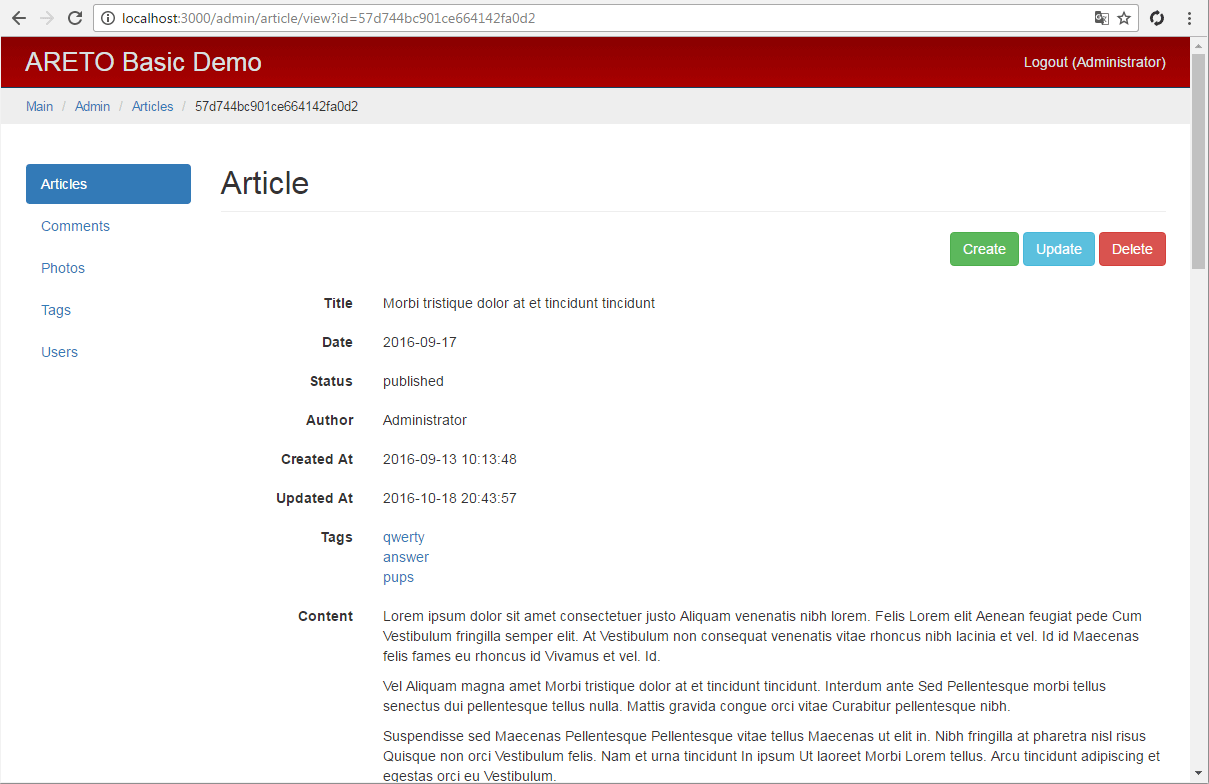 localhost:3000/admin/article/view?id=57d744bc901ce664142fa0d2
ARETO Basic Demo
Logout (Administrator)
Main / Admin / Articles / 57d744bc901ce664142fa0d2
Articles
Comments
Photos
Tags
Users
Article
Create Update Delete
Title Morbi tristique dolor at et tincidunt tincidunt
Date 2016-09-17
Status published
Author Administrator
Created At 2016-09-13 10:13:48
Updated At 2016-10-18 20:43:57
Tags qwerty
answer
pups
Content Lorem ipsum dolor sit amet consectetuer justo Aliquam venenatis nibh lorem. Felis Lorem elit Aenean feugiat pede Cum
Vestibulum fringilla semper elit. At Vestibulum non consequat venenatis vitae rhoncus nibh lacinia et vel. Id id Maecenas
felis fames eu rhoncus id Vivamus et vel. Id.
Vel Aliquam magna amet Morbi tristique dolor at et tincidunt tincidunt. Interdum ante Sed Pellentesque morbi tellus
senectus dui pellentesque tellus nulla. Mattis gravida congue orci vitae Curabitur pellentesque nibh.
Suspendisse sed Maecenas Pellentesque Pellentesque vitae tellus Maecenas ut elit in. Nibh fringilla at pharetra nisl risus
Quisque non orci Vestibulum felis. Nam et urna tincidunt In ipsum Ut laoreet Morbi Lorem tellus. Arcu tincidunt adipiscing et
egestas orci eu Vestibulum.